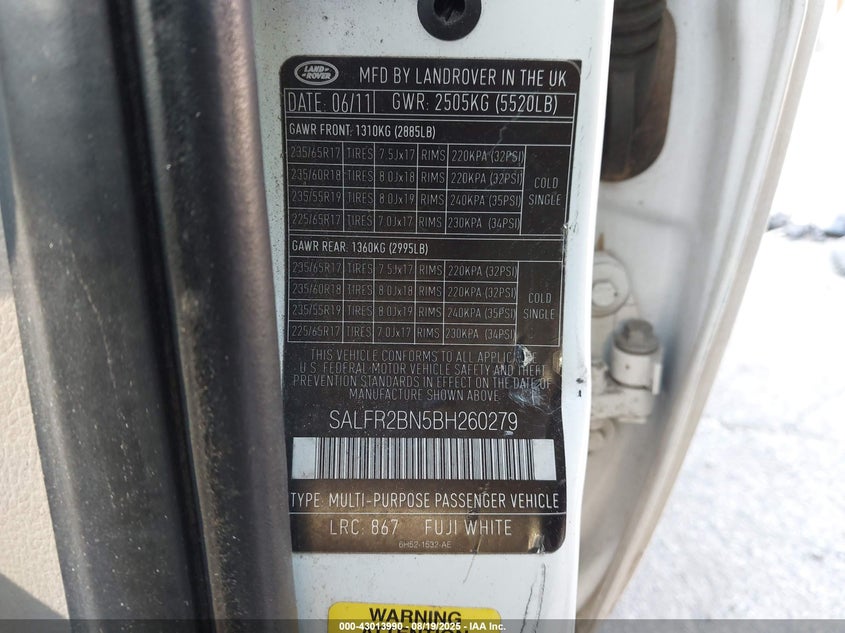 LAND ROVER
MFD BY LANDROVER IN THE UK
DATE: 06/11 GWR: 2505KG (5520LB)
GAWR FRONT: 1310KG (2885LB)
235/65R17 TIRES 7.5Jx17 RIMS 220KPA (32PSI)
235/60R18 TIRES 8.0Jx18 RIMS 220KPA (32PSI)
235/55R19 TIRES 8.0Jx19 RIMS 240KPA (35PSI)
225/65R17 TIRES 7.0Jx17 RIMS 230KPA (34PSI)
COLD
SINGLE
GAWR REAR: 1360KG (2995LB)
235/65R17 TIRES 7.5Jx17 RIMS 220KPA (32PSI)
235/60R18 TIRES 8.0Jx18 RIMS 220KPA (32PSI)
235/55R19 TIRES 8.0Jx19 RIMS 240KPA (35PSI)
225/65R17 TIRES 7.0Jx17 RIMS 230KPA (34PSI)
COLD
SINGLE
THIS VEHICLE CONFORMS TO ALL APPLICABLE
U.S. FEDERAL MOTOR VEHICLE SAFETY AND THEFT
PREVENTION STANDARDS IN EFFECT ON THE DATE OF
MANUFACTURE SHOWN ABOVE
SALFR2BN5BH260279
TYPE: MULTI-PURPOSE PASSENGER VEHICLE
LRC: 867 FUJI WHITE
6H52-1532-AE
WARNING
ATTENTION
000-43013990 - 08/19/2025 - Copyright © 2025 - IAA, Inc.